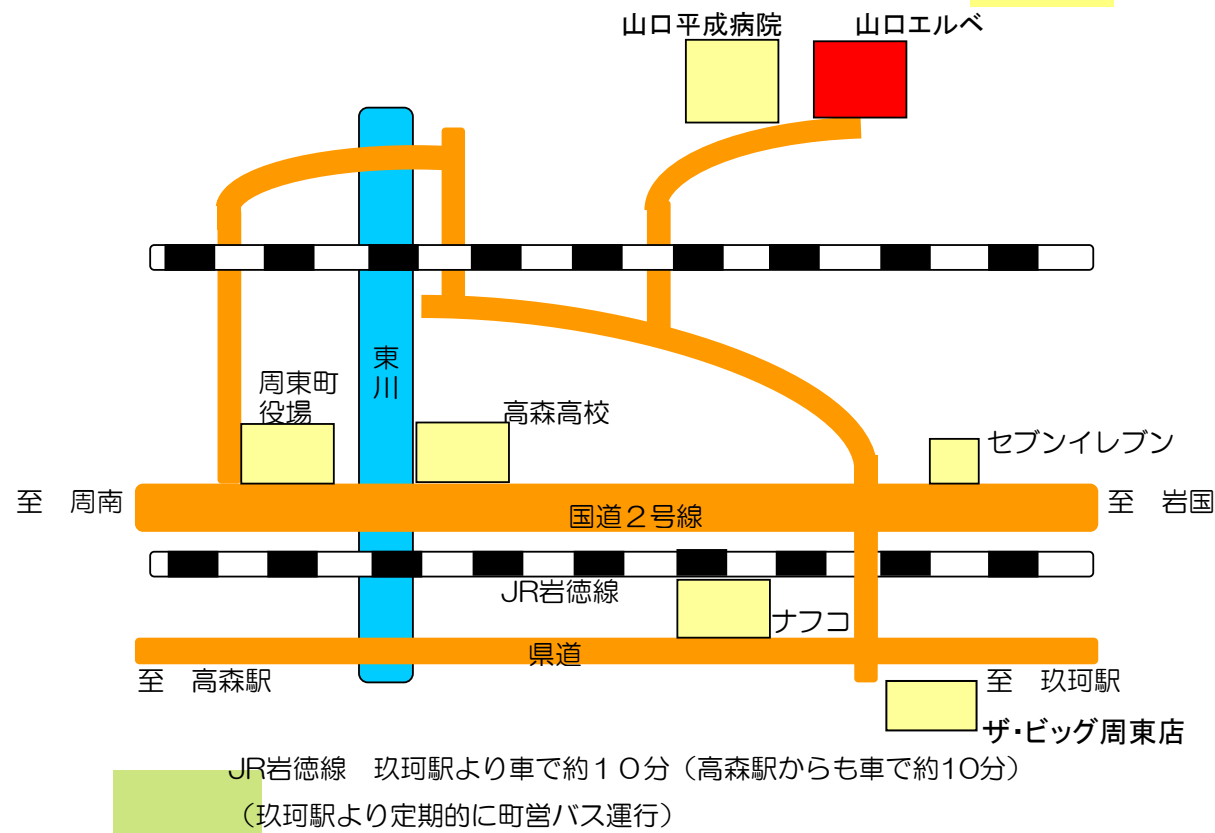 山口平成病院
山口エルベ
東川
周東町
役場
高森高校
セブンイレブン
至　周南
国道２号線
至　岩国
JR岩徳線
ナフコ
県道
至　高森駅
至　玖珂駅
ザ・ビッグ周東店
JR岩徳線　玖珂駅より車で約１０分（高森駅からも車で約10分）
（玖珂駅より定期的に町営バス運行）